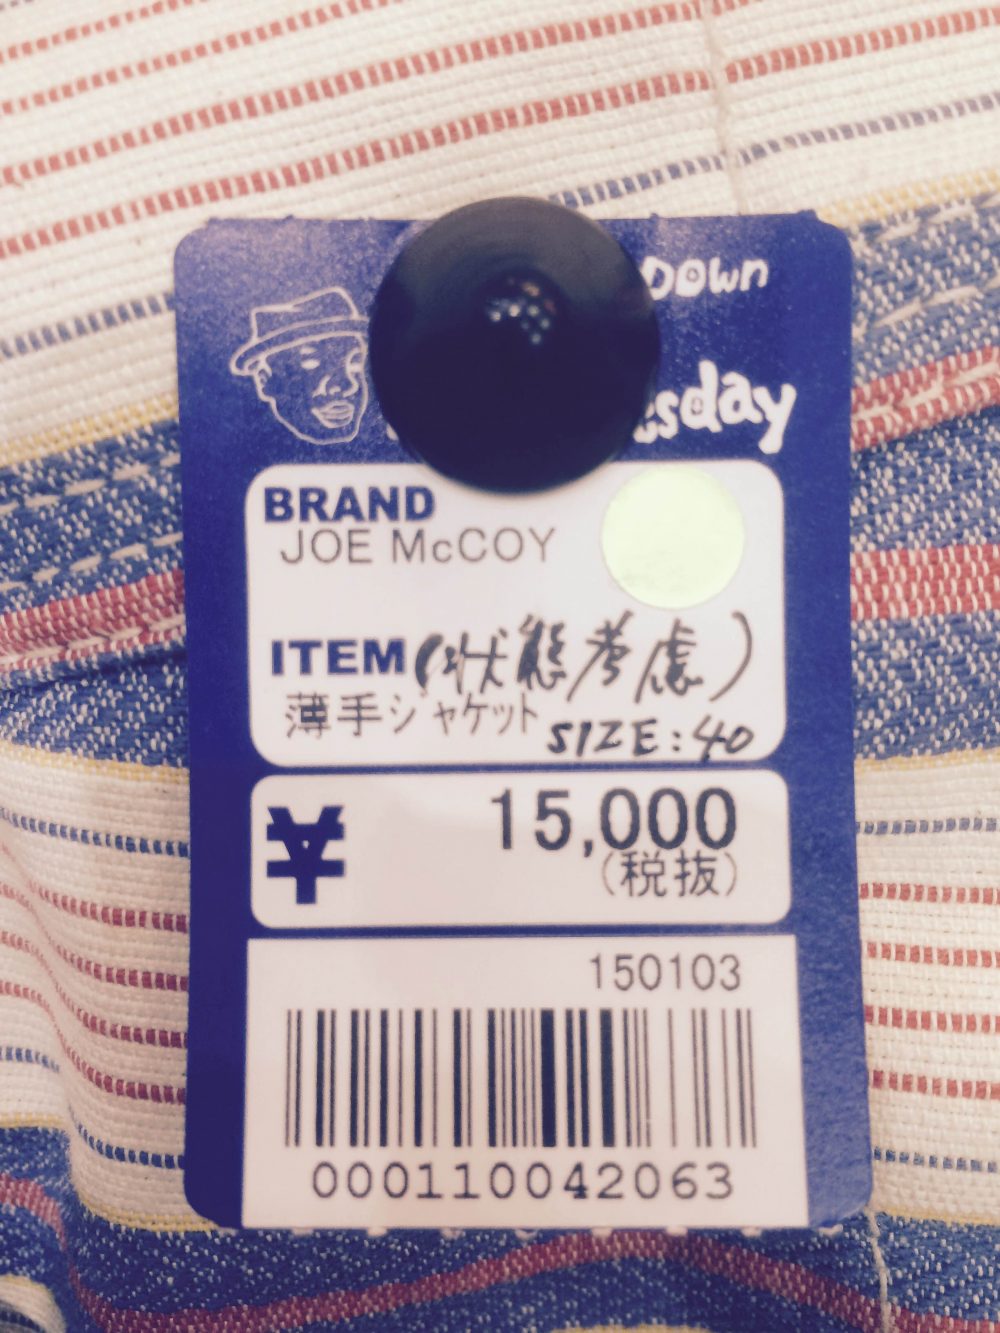 DOWN
BRAND
JOE McCOY
ITEM (状態考慮)
薄手ジャケット SIZE:40
¥ 15,000
(税抜)
150103
000110042063